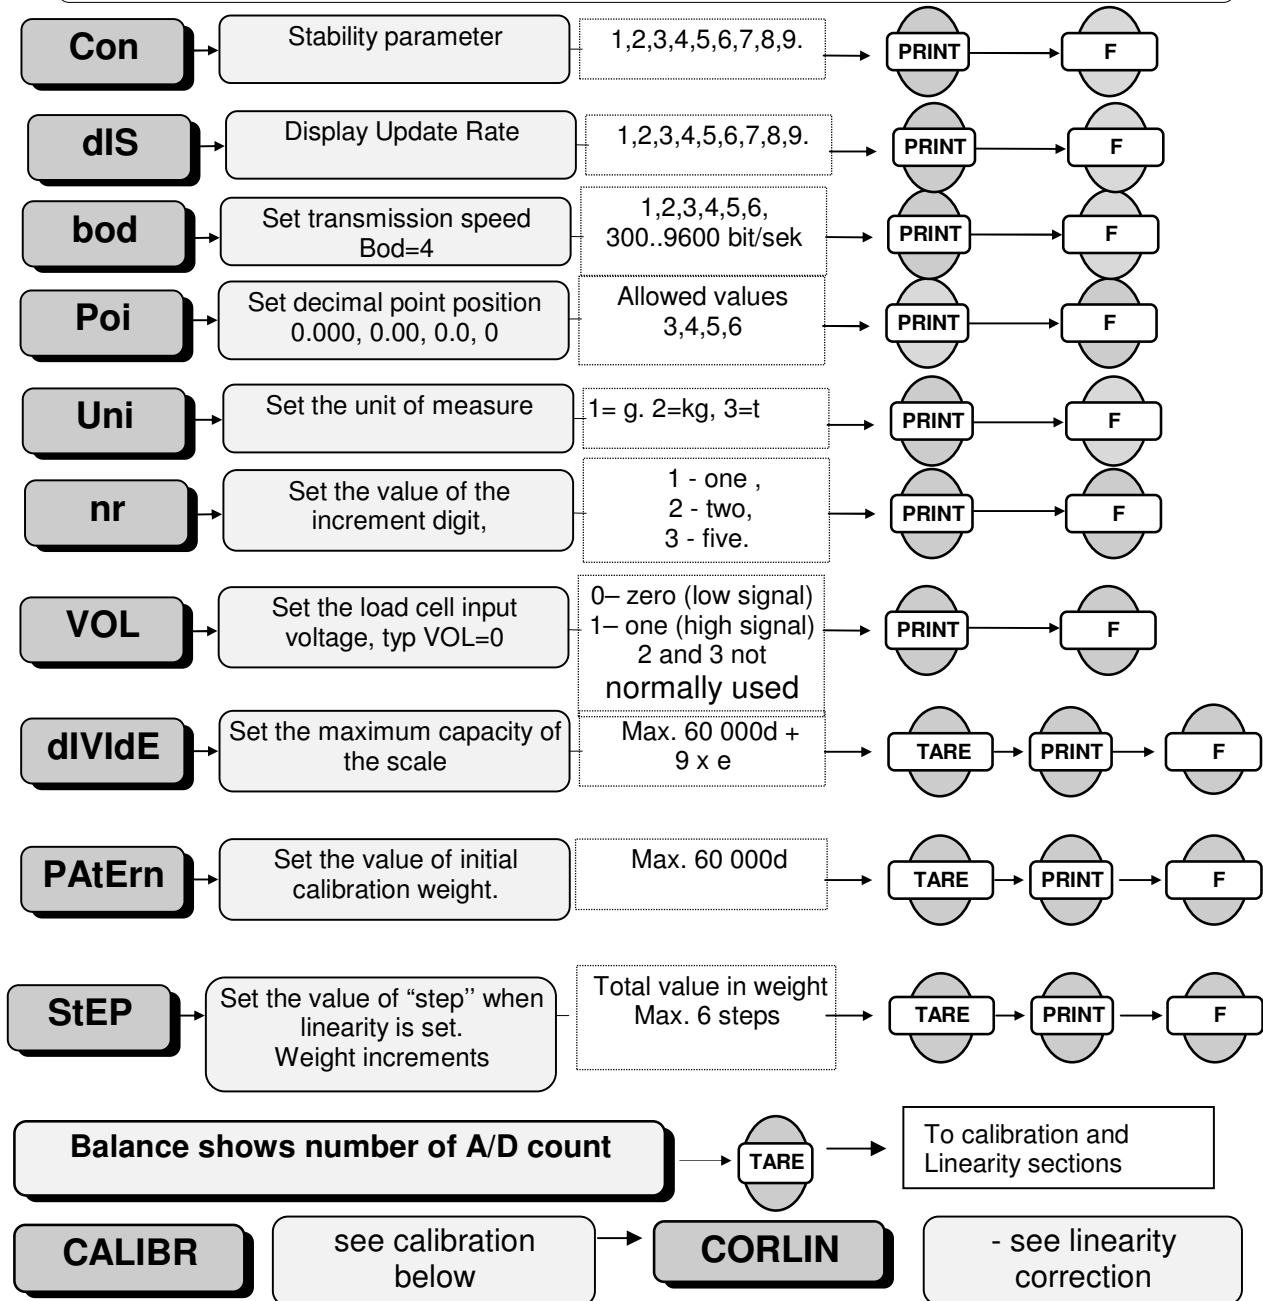 Con
Stability parameter
1,2,3,4,5,6,7,8,9.
PRINT
F
dIS
Display Update Rate
1,2,3,4,5,6,7,8,9.
PRINT
F
bod
Set transmission speed
Bod=4
1,2,3,4,5,6,
300..9600 bit/sek
PRINT
F
Poi
Set decimal point position
0.000, 0.00, 0.0, 0
Allowed values
3,4,5,6
PRINT
F
Uni
Set the unit of measure
1= g. 2=kg, 3=t
PRINT
F
nr
Set the value of the
increment digit,
1 - one ,
2 - two,
3 - five.
PRINT
F
VOL
Set the load cell input
voltage, typ VOL=0
0– zero (low signal)
1– one (high signal)
2 and 3 not
normally used
PRINT
F
dIVIdE
Set the maximum capacity of
the scale
Max. 60 000d +
9 x e
TARE
PRINT
F
PAtErn
Set the value of initial
calibration weight.
Max. 60 000d
TARE
PRINT
F
StEP
Set the value of “step’’ when
linearity is set.
Weight increments
Total value in weight
Max. 6 steps
TARE
PRINT
F
Balance shows number of A/D count
TARE
To calibration and
Linearity sections
CALIBR
see calibration
below
CORLIN
- see linearity
correction